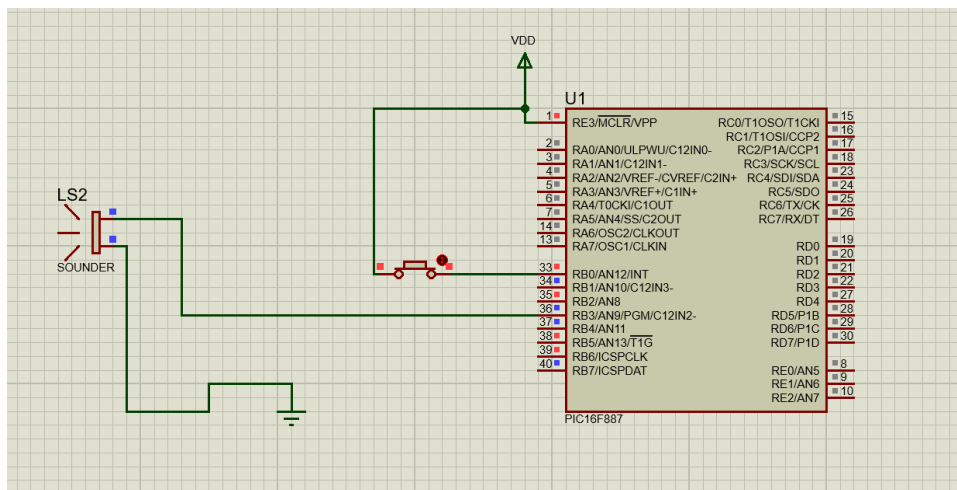 VDD
U1
1 RE3/MCLR/VPP RC0/T1OSO/T1CKI 15
RC1/T1OSI/CCP2 16
2 RA0/AN0/ULPWU/C12IN0- RC2/P1A/CCP1 17
3 RA1/AN1/C12IN1- RC3/SCK/SCL 18
4 RA2/AN2/VREF-/CVREF/C2IN+ RC4/SDI/SDA 23
5 RA3/AN3/VREF+/C1IN+ RC5/SDO 24
6 RA4/T0CKI/C1OUT RC6/TX/CK 25
7 RA5/AN4/SS/C2OUT RC7/RX/DT 26
14 RA6/OSC2/CLKOUT
13 RA7/OSC1/CLKIN RD0 19
RD1 20
33 RB0/AN12/INT RD2 21
34 RB1/AN10/C12IN3- RD3 22
35 RB2/AN8 RD4 27
36 RB3/AN9/PGM/C12IN2- RD5/P1B 28
37 RB4/AN11 RD6/P1C 29
38 RB5/AN13/T1G RD7/P1D 30
39 RB6/ICSPCLK
40 RB7/ICSPDAT RE0/AN5 8
RE1/AN6 9
RE2/AN7 10
PIC16F887
LS2
SOUNDER